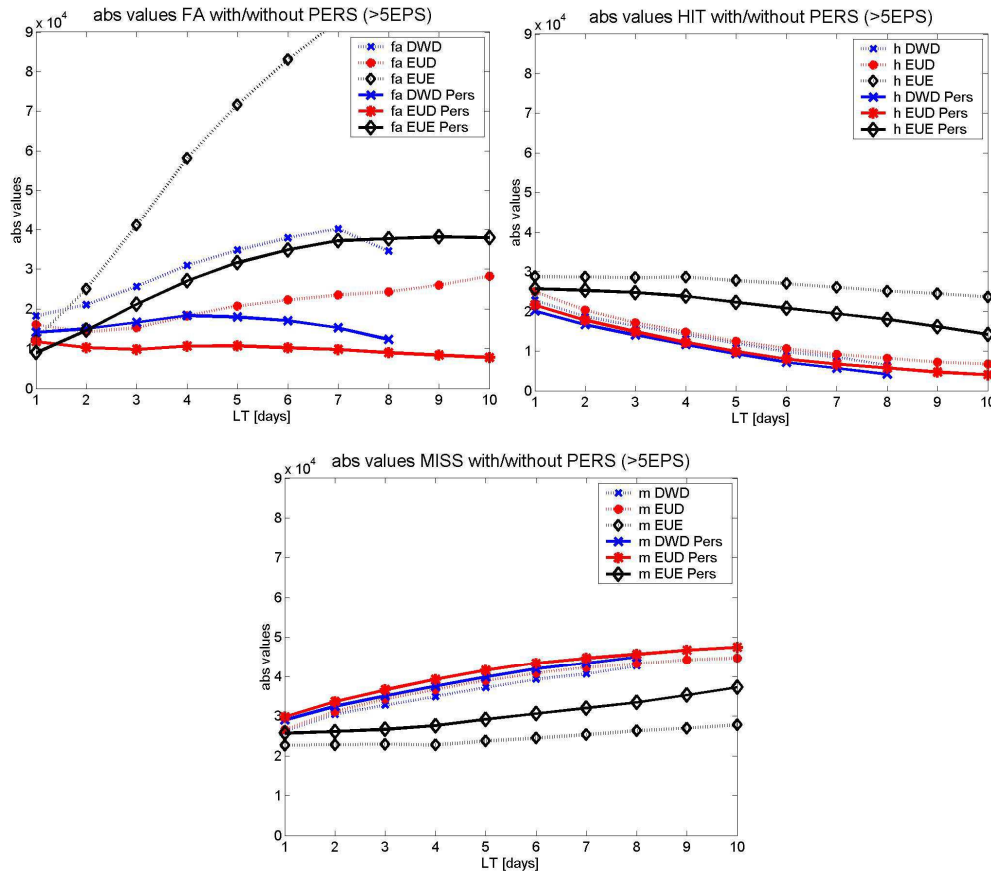 abs values FA with/without PERS (>5EPS)
x 10^4
9
8
7
6
5
4
3
2
1
0
abs values
1 2 3 4 5 6 7 8 9 10
LT [days]
fa DWD
fa EUD
fa EUE
fa DWD Pers
fa EUD Pers
fa EUE Pers
abs values HIT with/without PERS (>5EPS)
x 10^4
9
8
7
6
5
4
3
2
1
0
abs values
1 2 3 4 5 6 7 8 9 10
LT [days]
h DWD
h EUD
h EUE
h DWD Pers
h EUD Pers
h EUE Pers
abs values MISS with/without PERS (>5EPS)
x 10^4
9
8
7
6
5
4
3
2
1
0
abs values
1 2 3 4 5 6 7 8 9 10
LT [days]
m DWD
m EUD
m EUE
m DWD Pers
m EUD Pers
m EUE Pers